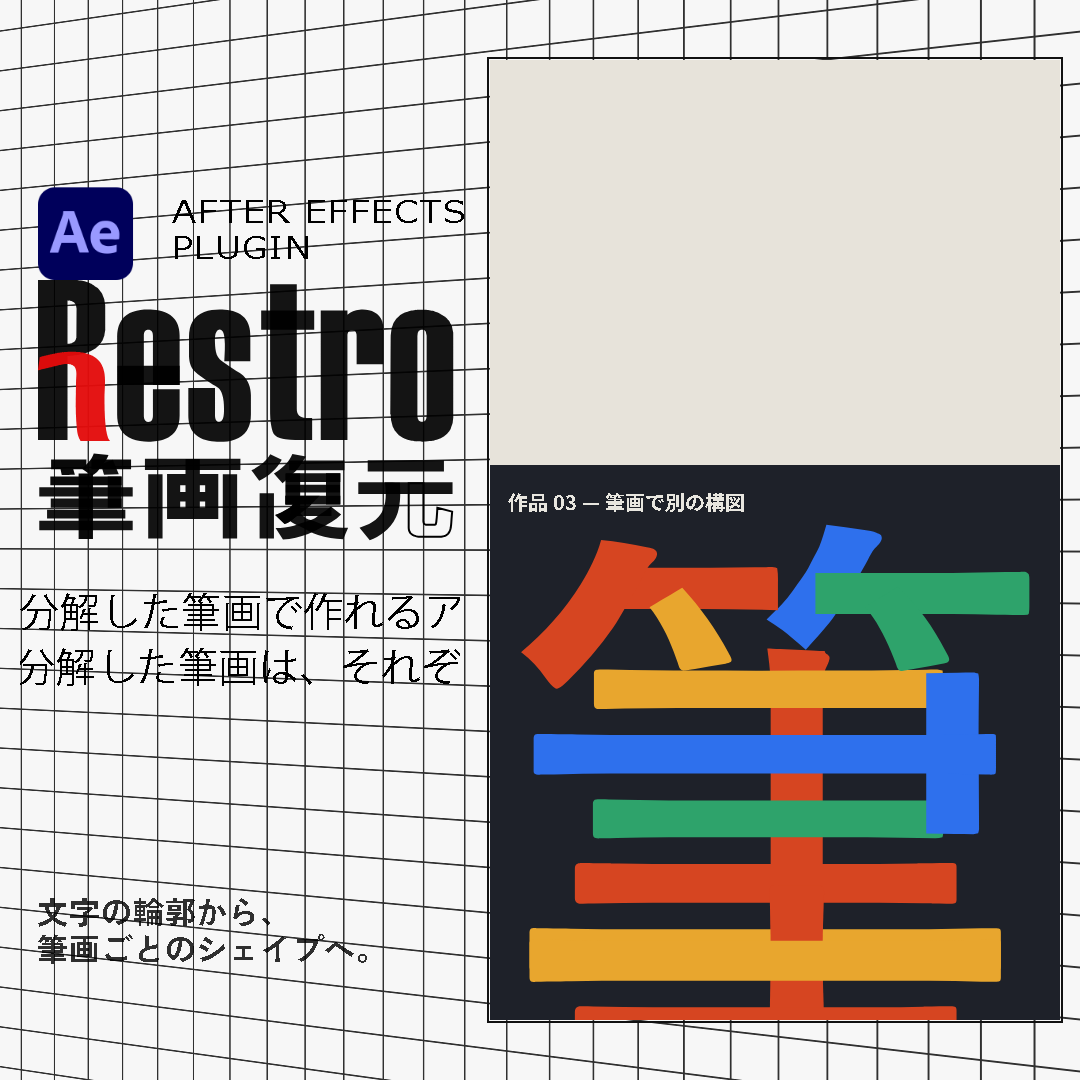 Ae
AFTER EFFECTS
PLUGIN
Restro
筆画復元
分解した筆画で作れるア
分解した筆画は、それぞ
文字の輪郭から、
筆画ごとのシェイプへ。
作品 03 — 筆画で別の構図
筆